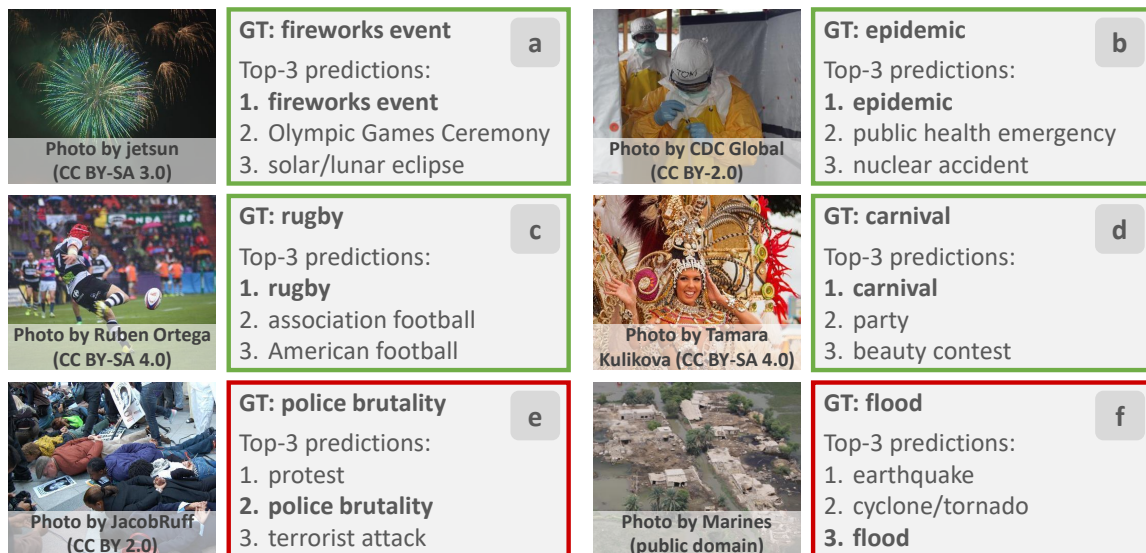 GT: fireworks event
a
Top-3 predictions:
1. fireworks event
2. Olympic Games Ceremony
3. solar/lunar eclipse
Photo by jetsun
(CC BY-SA 3.0)
GT: epidemic
b
Top-3 predictions:
1. epidemic
2. public health emergency
3. nuclear accident
Photo by CDC Global
(CC BY-2.0)
GT: rugby
c
Top-3 predictions:
1. rugby
2. association football
3. American football
Photo by Ruben Ortega
(CC BY-SA 4.0)
GT: carnival
d
Top-3 predictions:
1. carnival
2. party
3. beauty contest
Photo by Tamara
Kulikova (CC BY-SA 4.0)
GT: police brutality
e
Top-3 predictions:
1. protest
2. police brutality
3. terrorist attack
Photo by JacobRuff
(CC BY 2.0)
GT: flood
f
Top-3 predictions:
1. earthquake
2. cyclone/tornado
3. flood
Photo by Marines
(public domain)